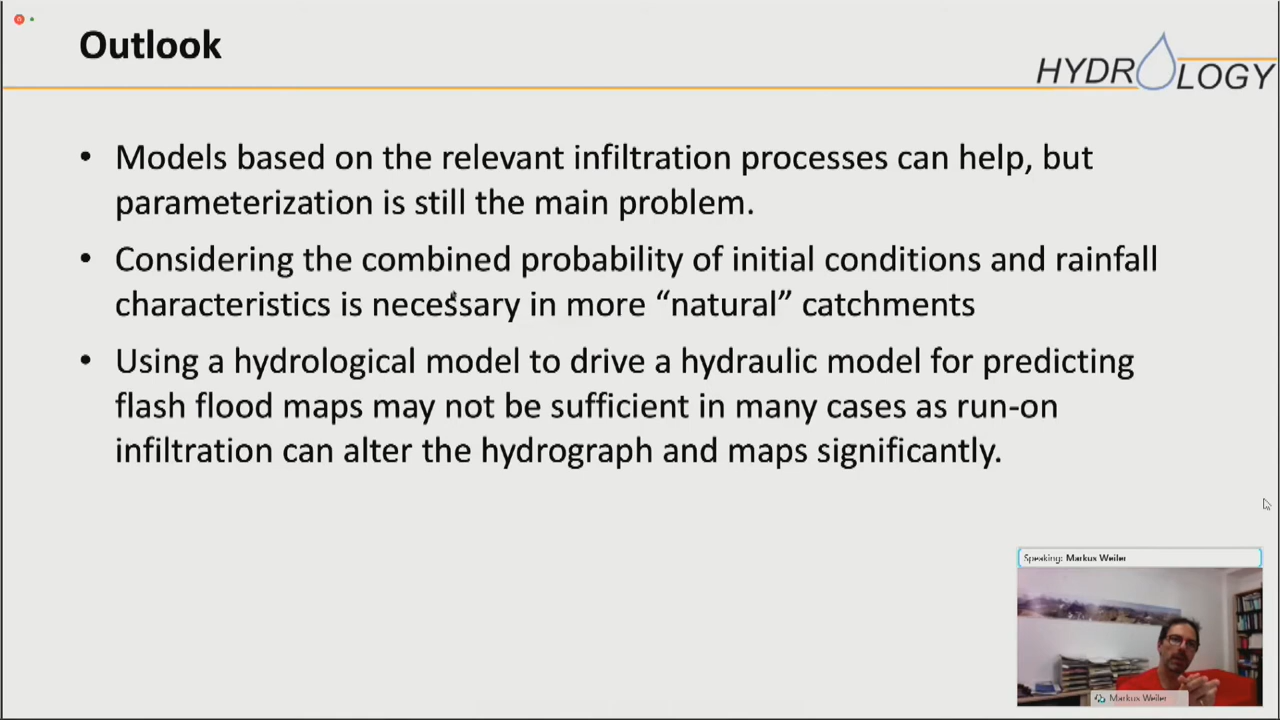 Outlook
HYDROLOGY
• Models based on the relevant infiltration processes can help, but
parameterization is still the main problem.
• Considering the combined probability of initial conditions and rainfall
characteristics is necessary in more “natural” catchments
• Using a hydrological model to drive a hydraulic model for predicting
flash flood maps may not be sufficient in many cases as run-on
infiltration can alter the hydrograph and maps significantly.
Speaking: Markus Weiler
Markus Weiler